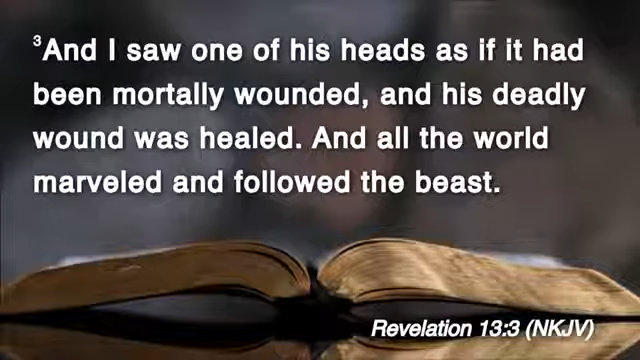 ³And I saw one of his heads as if it had
been mortally wounded, and his deadly
wound was healed. And all the world
marveled and followed the beast.
Revelation 13:3 (NKJV)